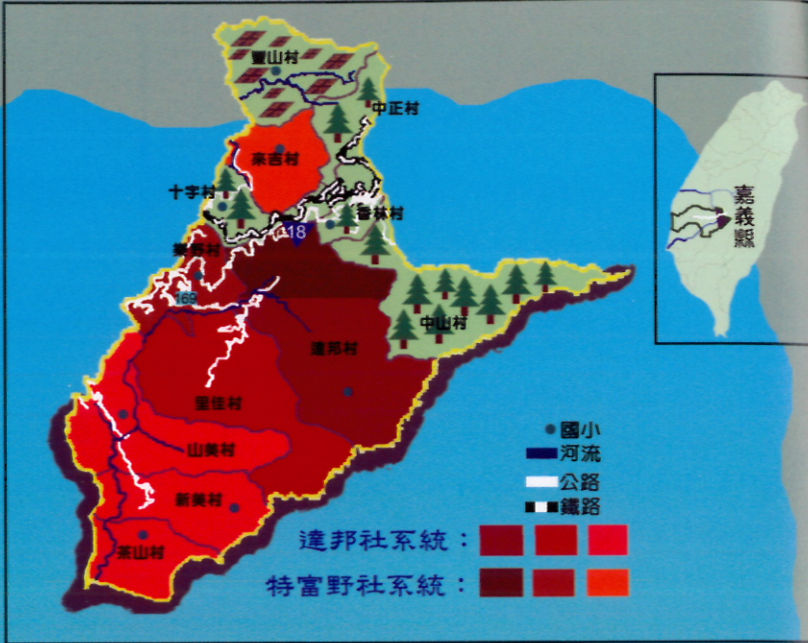 豐山村
中正村
來吉村
十字村
香林村
18
樂野村
169
中山村
達邦村
里佳村
山美村
新美村
茶山村
嘉義縣
國小
河流
公路
鐵路
達邦社系統：
特富野社系統：